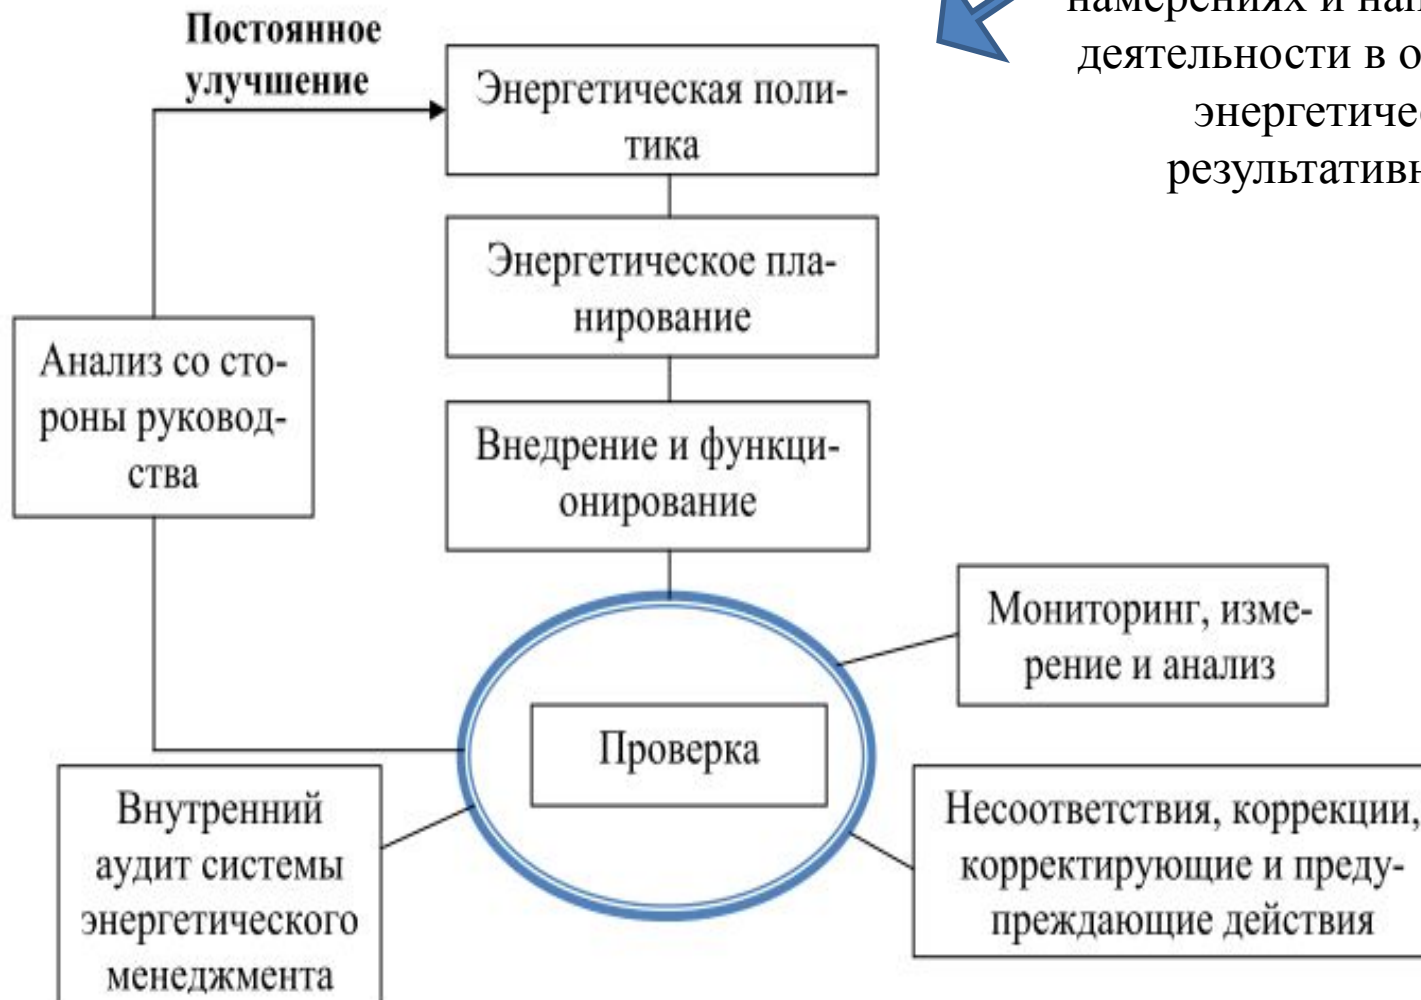 Постоянное
улучшение
намерениях и
деятельности в
результативн
Энергетическая поли-
тика
Энергетическое пла-
нирование
Анализ со сто-
роны руковод-
ства
Внедрение и функци-
онирование
Мониторинг, изме-
рение и анализ
Проверка
Внутренний
аудит системы
энергетического
менеджмента
Несоответствия, коррекции,
корректирующие и преду-
преждающие действия